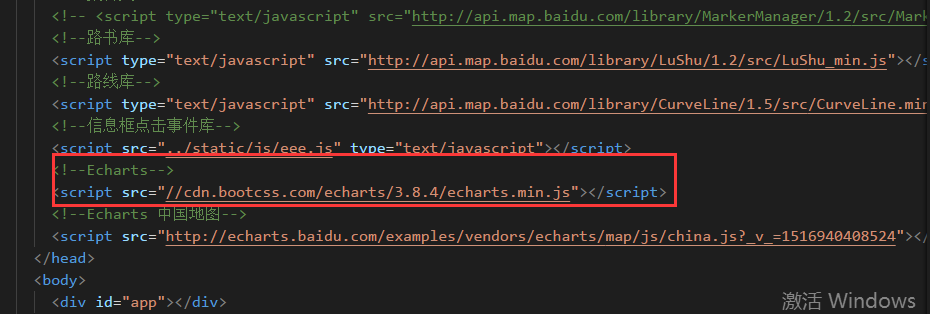 <!-- <script type="text/javascript" src="http://api.map.baidu.com/library/MarkerManager/1.2/src/Mark
<!--路书库-->
<script type="text/javascript" src="http://api.map.baidu.com/library/LuShu/1.2/src/LuShu_min.js"></s
<!--路线库-->
<script type="text/javascript" src="http://api.map.baidu.com/library/CurveLine/1.5/src/CurveLine.min
<!--信息框点击事件库-->
<script src="../static/js/eee.js" type="text/javascript"></script>
<!--Echarts-->
<script src="//cdn.bootcss.com/echarts/3.8.4/echarts.min.js"></script>
<!--Echarts 中国地图-->
<script src="http://echarts.baidu.com/examples/vendors/echarts/map/js/china.js?_v_=1516940408524"></
</head>
<body>
<div id="app"></div>
激活 Windows